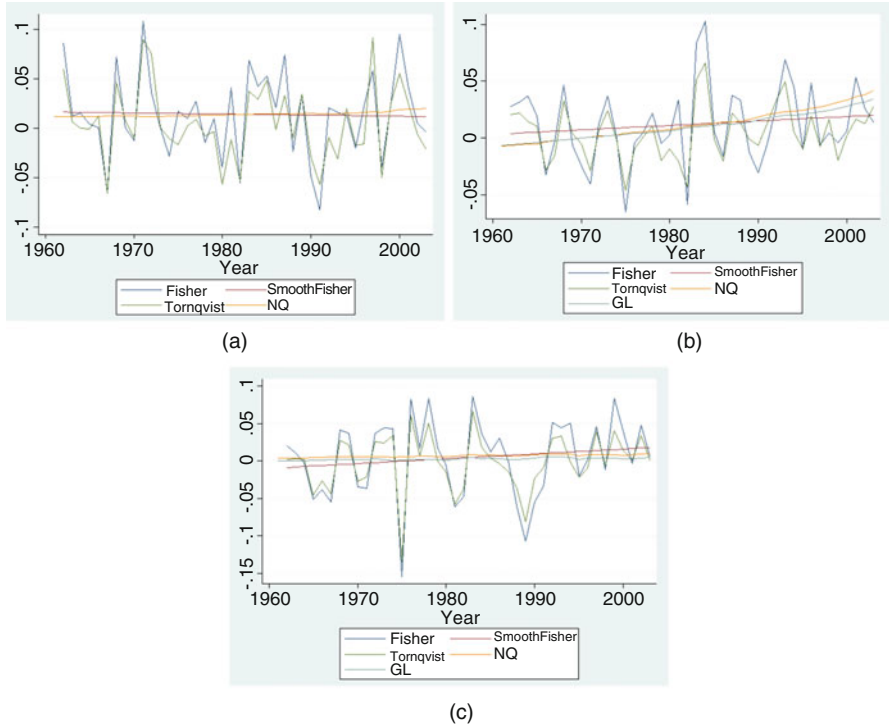 .1
.05
0
-.05
-.1
1960 1970 1980 1990 2000
Year
Fisher SmoothFisher
Tornqvist NQ
(a)
.1
.05
0
-.05
1960 1970 1980 1990 2000
Year
Fisher SmoothFisher
Tornqvist NQ
GL
(b)
.1
.05
0
-.05
-.1
-.15
1960 1970 1980 1990 2000
Year
Fisher SmoothFisher
Tornqvist NQ
GL
(c)